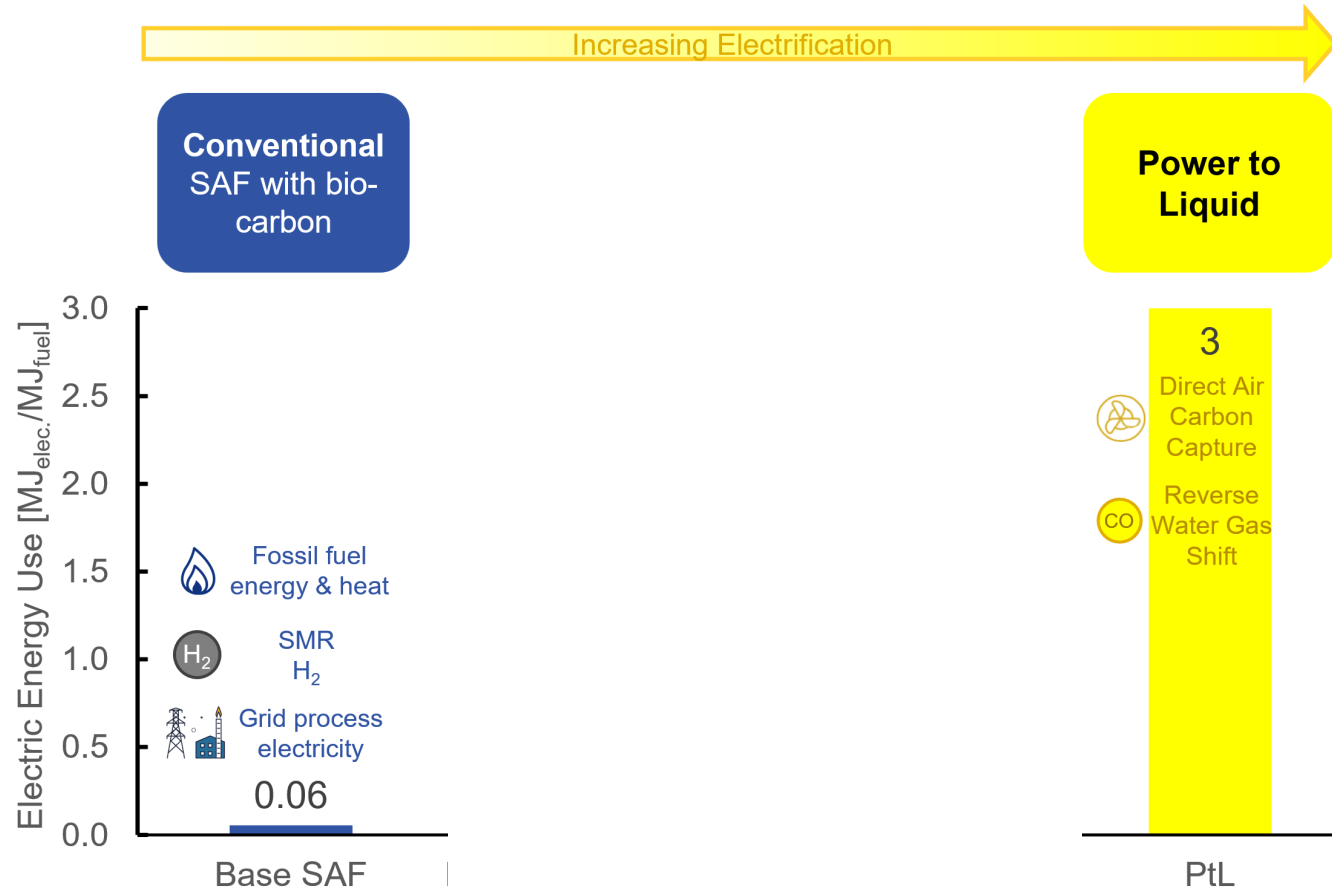 Increasing Electrification
Conventional
SAF with bio-
carbon
Power to
Liquid
Electric Energy Use [MJelec./MJfuel]
3.0
2.5
2.0
1.5
1.0
0.5
0.0
Fossil fuel
energy & heat
H2
SMR
H2
Grid process
electricity
0.06
Base SAF
3
Direct Air
Carbon
Capture
CO
Reverse
Water Gas
Shift
PtL